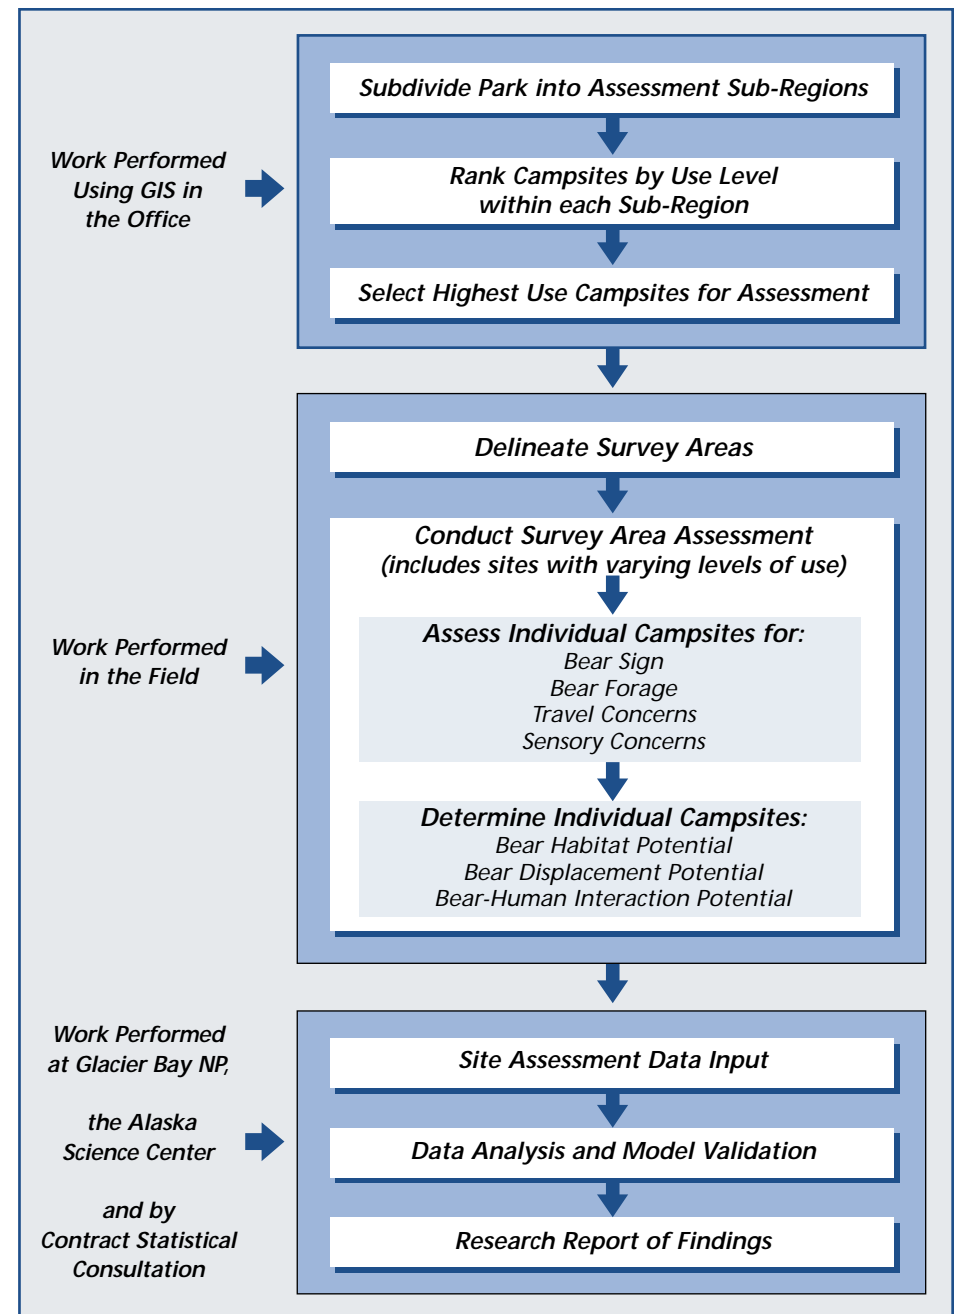 Subdivide Park into Assessment Sub-Regions
Work Performed
Using GIS in
the Office
Rank Campsites by Use Level
within each Sub-Region
Select Highest Use Campsites for Assessment
Delineate Survey Areas
Conduct Survey Area Assessment
(includes sites with varying levels of use)
Work Performed
in the Field
Assess Individual Campsites for:
Bear Sign
Bear Forage
Travel Concerns
Sensory Concerns
Determine Individual Campsites:
Bear Habitat Potential
Bear Displacement Potential
Bear-Human Interaction Potential
Work Performed
at Glacier Bay NP,
the Alaska
Science Center
and by
Contract Statistical
Consultation
Site Assessment Data Input
Data Analysis and Model Validation
Research Report of Findings